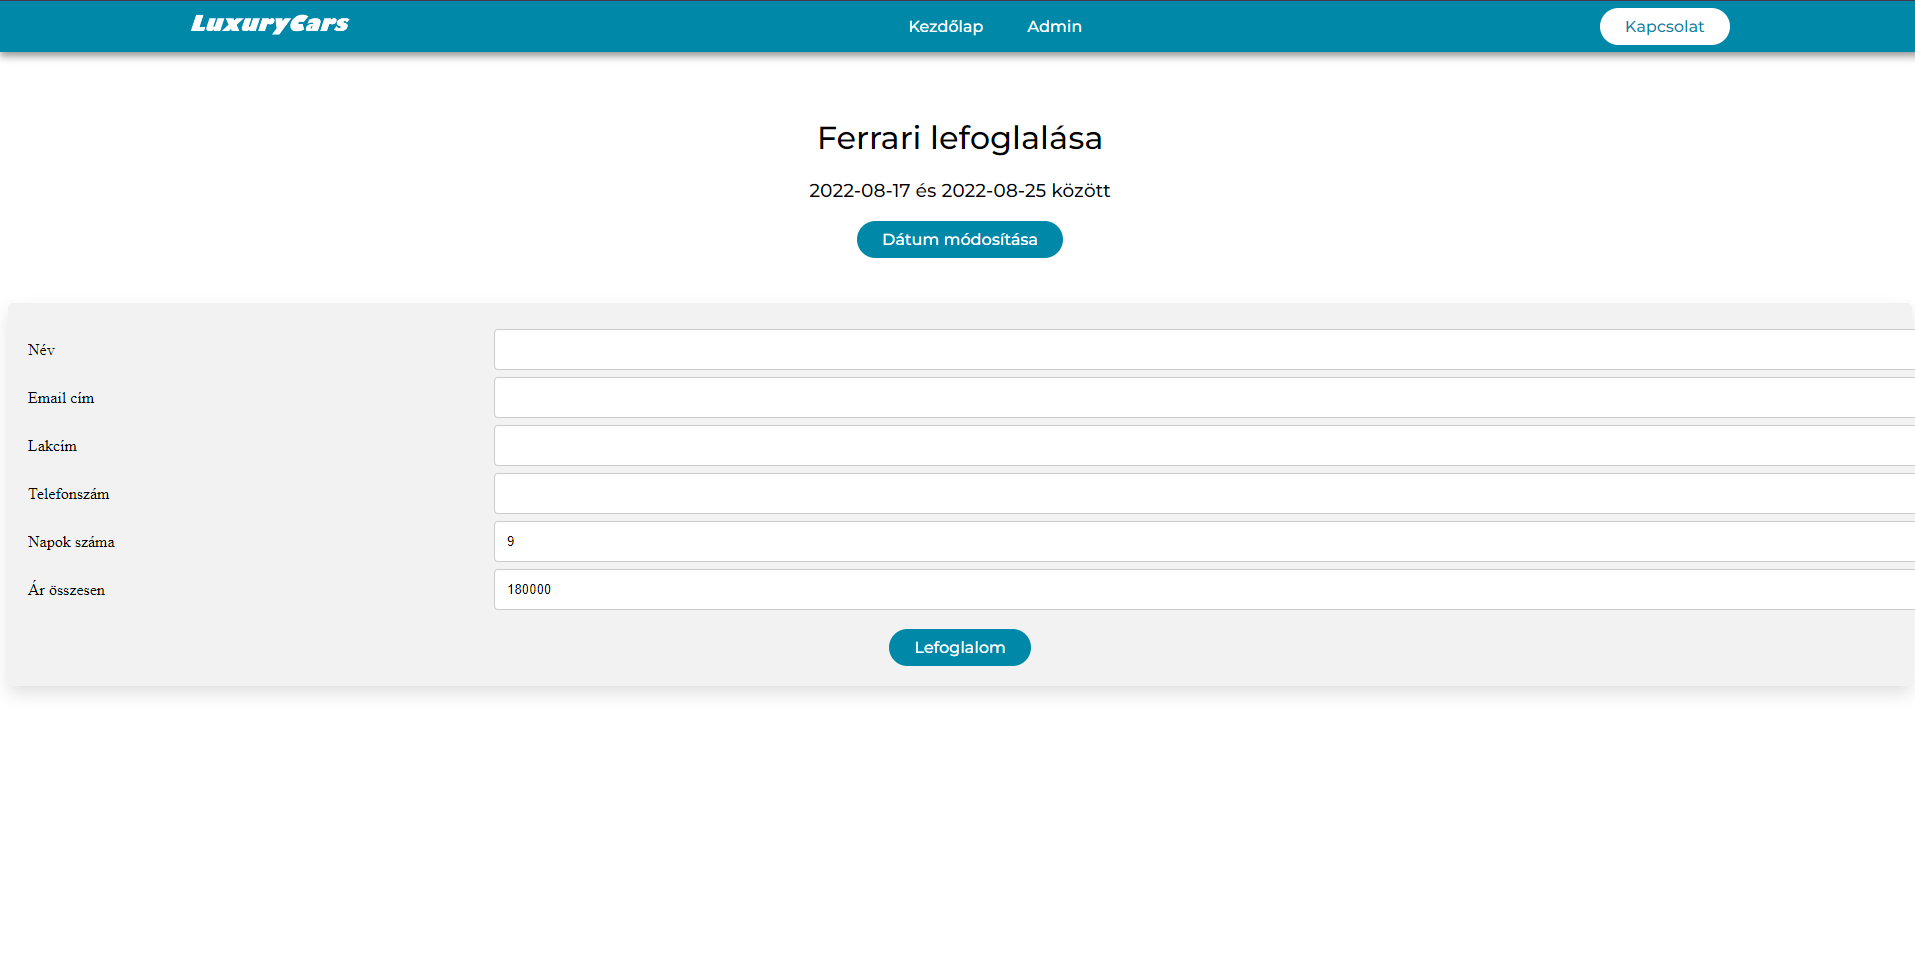 LuxuryCars Kezdőlap Admin Kapcsolat
Ferrari lefoglalása
2022-08-17 és 2022-08-25 között
Dátum módosítása
Név
Email cím
Lakcím
Telefonszám
Napok száma 9
Ár összesen 180000
Lefoglalom